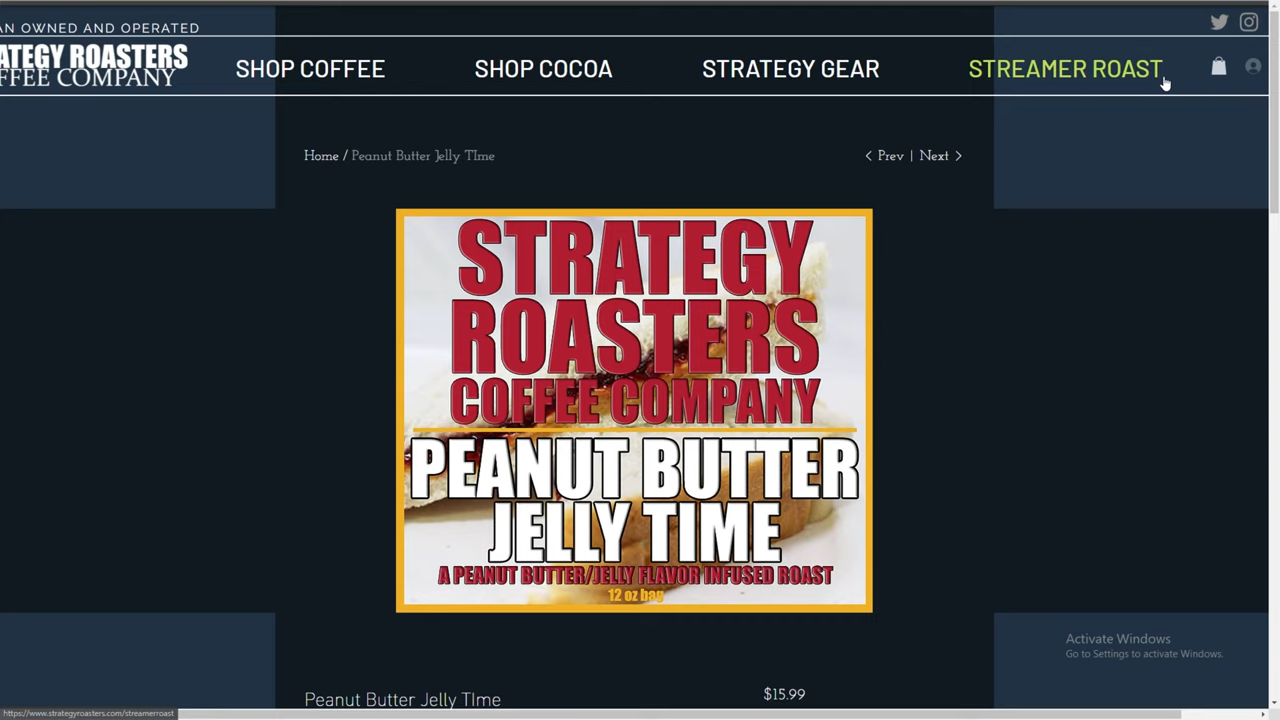 AN OWNED AND OPERATED
ATEGY ROASTERS
FFEE COMPANY
SHOP COFFEE
SHOP COCOA
STRATEGY GEAR
STREAMER ROAST
Home / Peanut Butter Jelly TIme
< Prev | Next >
STRATEGY
ROASTERS
COFFEE COMPANY
PEANUT BUTTER
JELLY TIME
A PEANUT BUTTER/JELLY FLAVOR INFUSED ROAST
12 oz bag
Activate Windows
Go to Settings to activate Windows.
Peanut Butter Jelly TIme
$15.99
https://www.strategyroasters.com/streamerroast